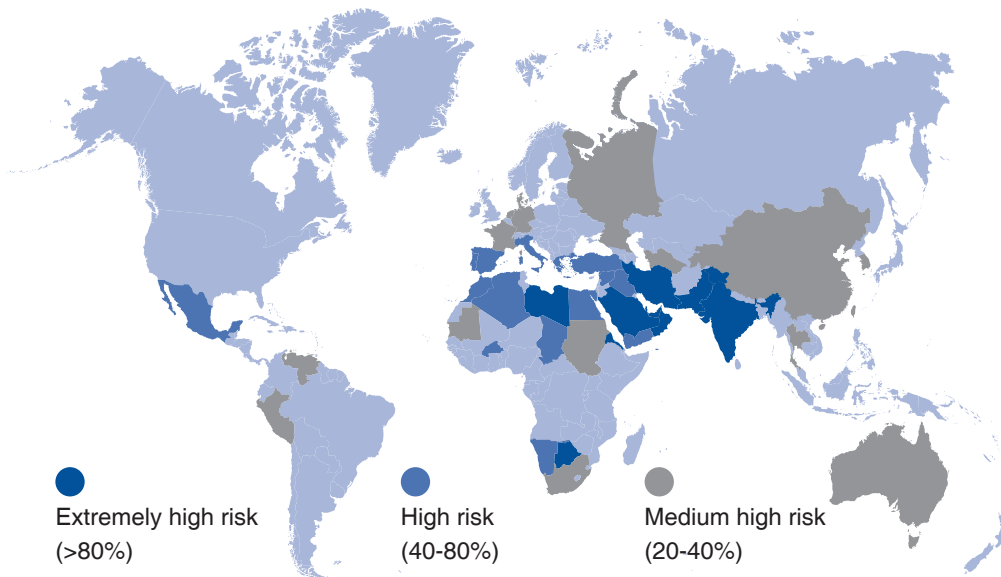 Extremely high risk
(>80%)
High risk
(40-80%)
Medium high risk
(20-40%)